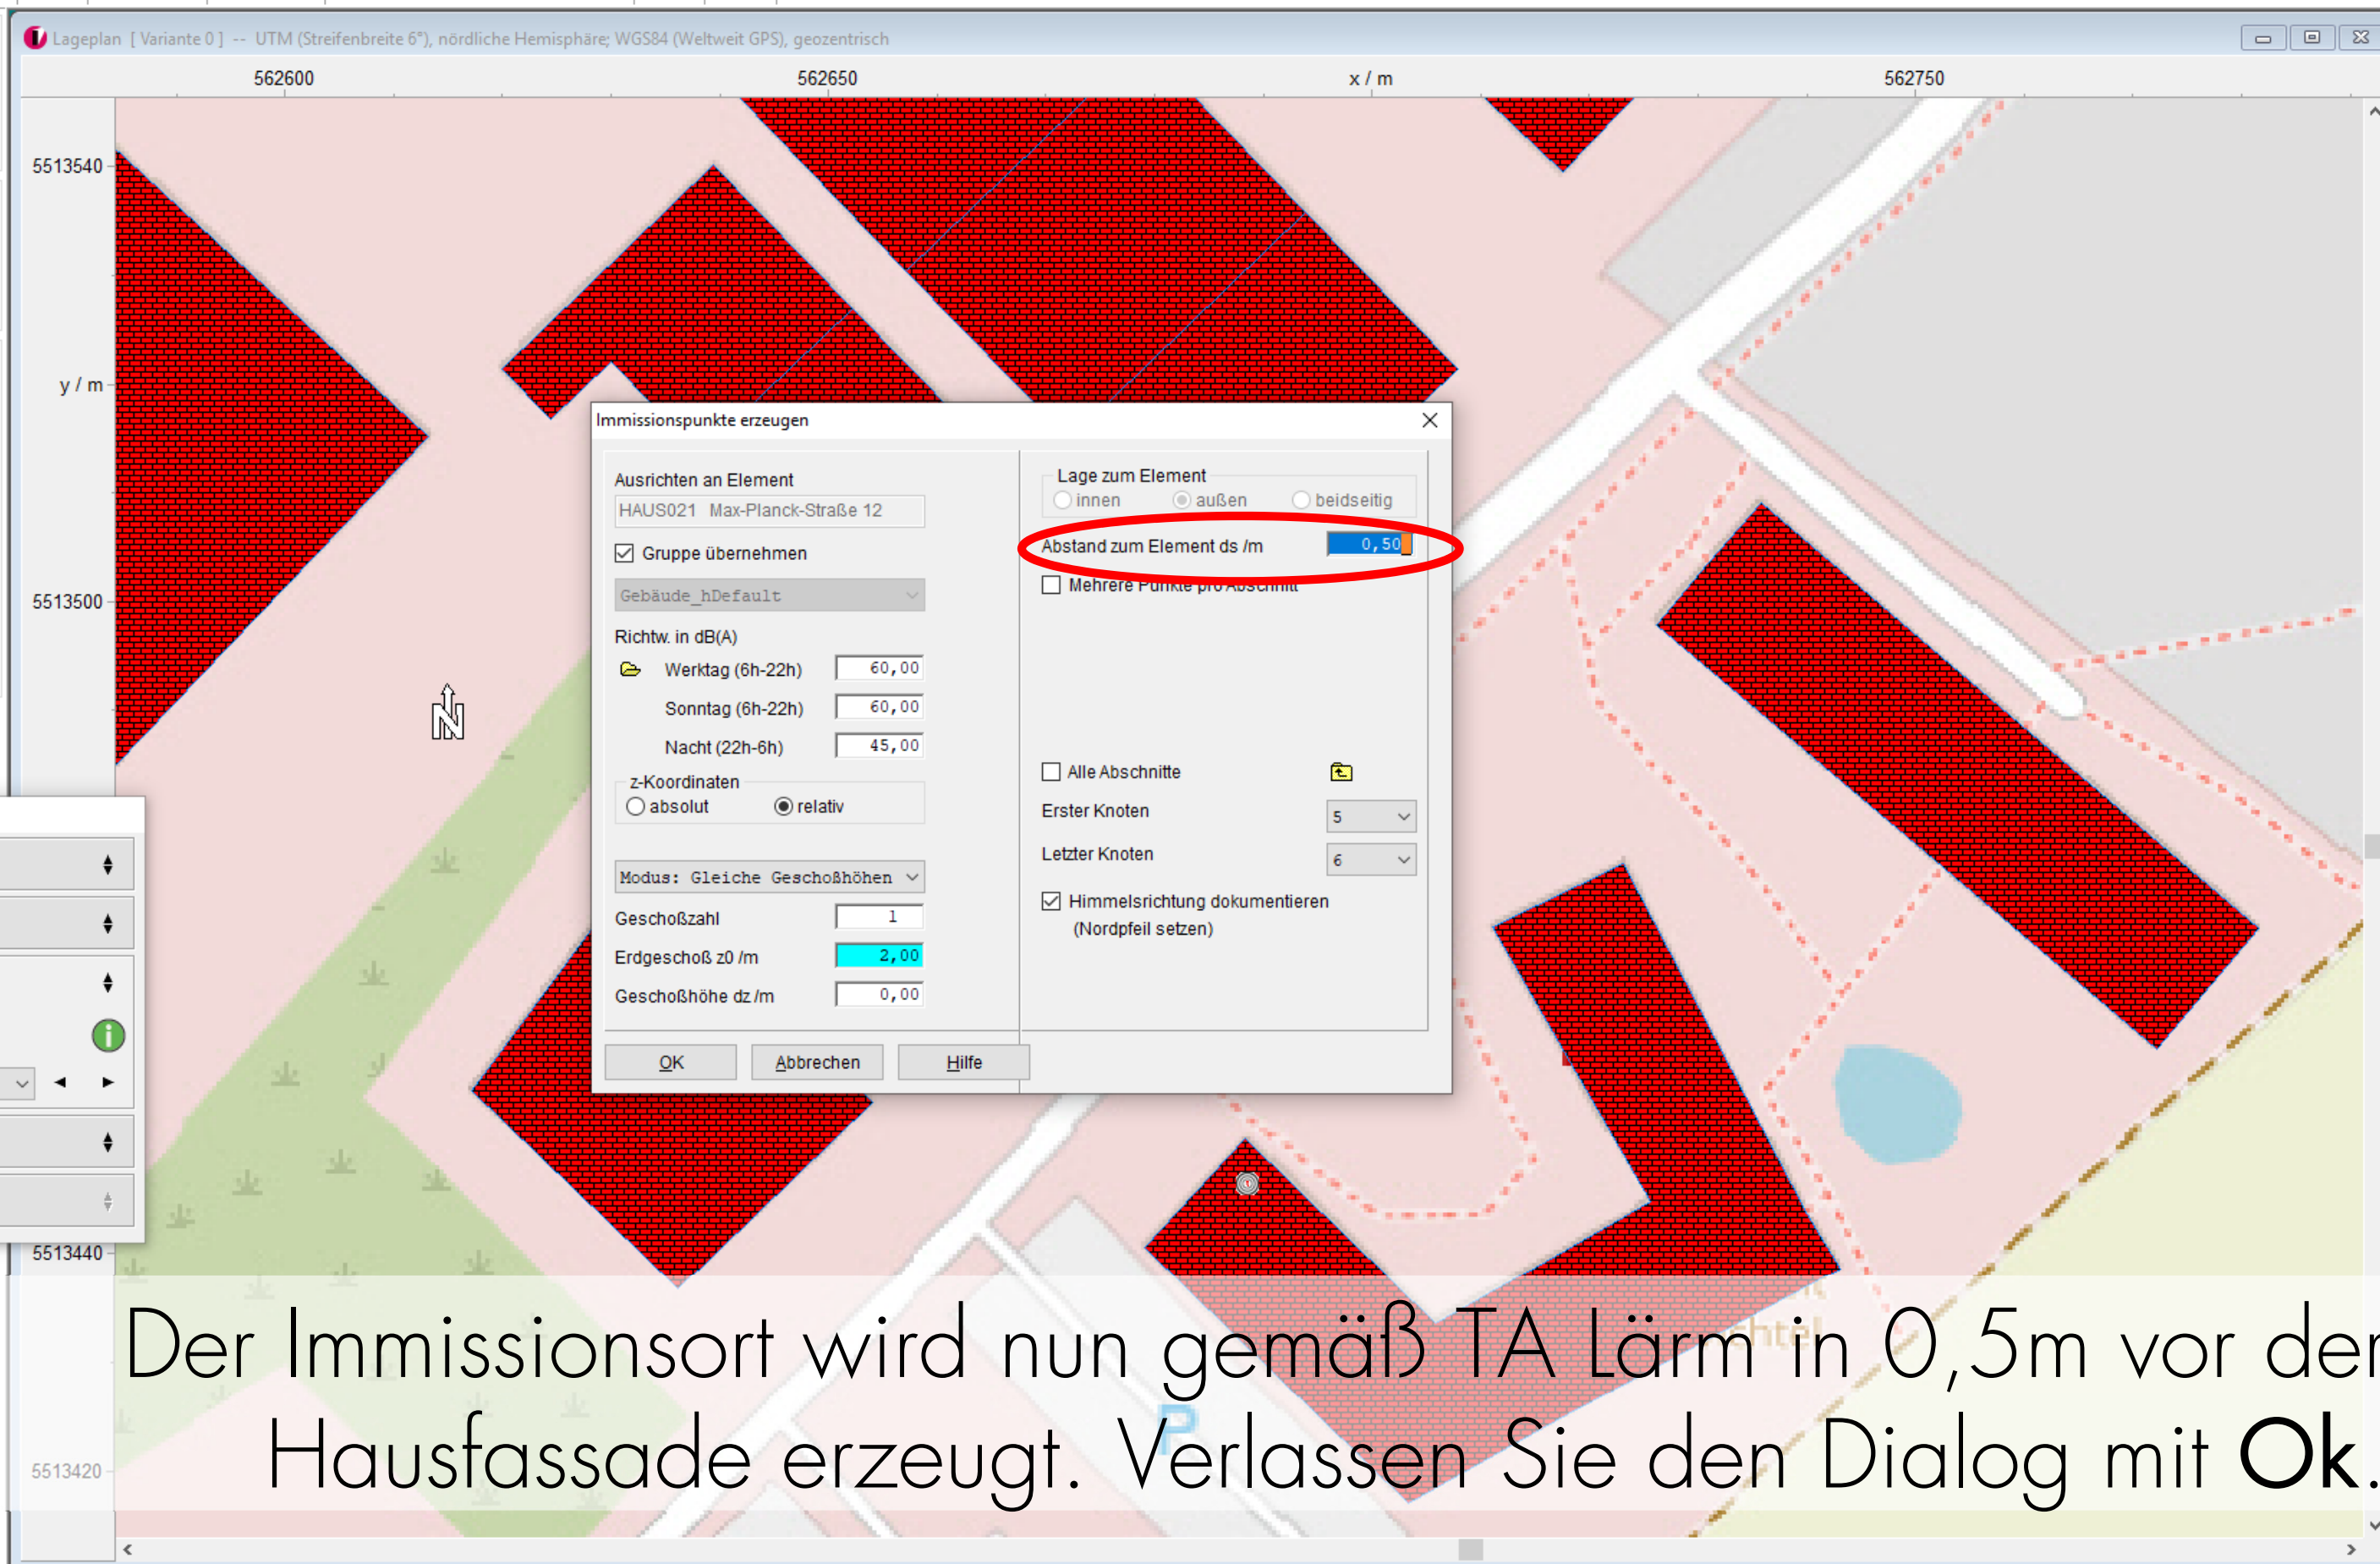 Lageplan [ Variante 0 ] -- UTM (Streifenbreite 6°), nördliche Hemisphäre; WGS84 (Weltweit GPS), geozentrisch
562600 562650 x / m 562750
5513540
y / m
5513500
5513440
5513420
N
Immissionspunkte erzeugen
Ausrichten an Element
HAUS021 Max-Planck-Straße 12
Gruppe übernehmen
Gebäude_hDefault
Richtw. in dB(A)
Werktag (6h-22h) 60,00
Sonntag (6h-22h) 60,00
Nacht (22h-6h) 45,00
z-Koordinaten
absolut relativ
Modus: Gleiche Geschoßhöhen
Geschoßzahl 1
Erdgeschoß z0 /m 2,00
Geschoßhöhe dz /m 0,00
OK Abbrechen Hilfe
Lage zum Element
innen außen beidseitig
Abstand zum Element ds /m 0,50
Mehrere Punkte pro Abschnitt
Alle Abschnitte
Erster Knoten 5
Letzter Knoten 6
Himmelsrichtung dokumentieren
(Nordpfeil setzen)
P
Der Immissionsort wird nun gemäß TA Lärm in 0,5m vor der
Hausfassade erzeugt. Verlassen Sie den Dialog mit Ok.